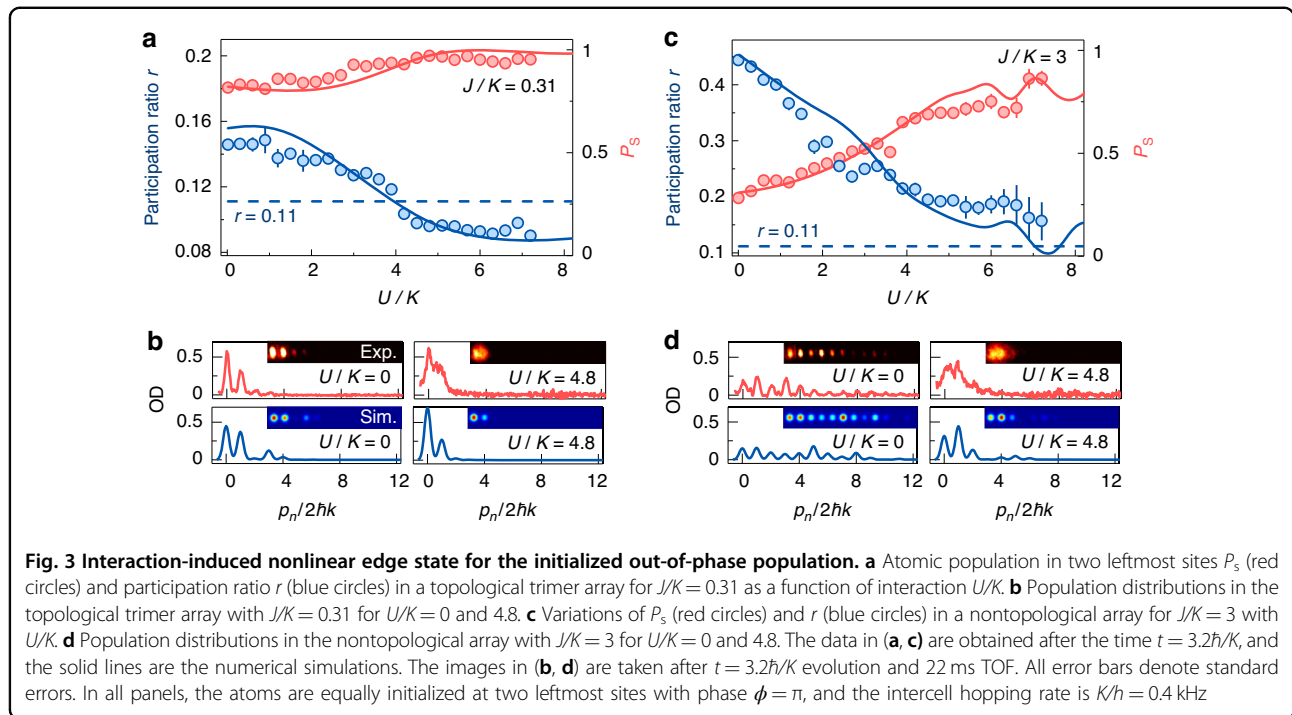 a
0.2
0.16
0.12
0.08
Participation ratio r
1
0.5
0
P_S
J / K = 0.31
r = 0.11
0 2 4 6 8
U / K
c
0.4
0.3
0.2
0.1
Participation ratio r
1
0.5
0
P_S
J / K = 3
r = 0.11
0 2 4 6 8
U / K
b
OD
0.5
0
0.5
0
Exp.
U / K = 0
U / K = 4.8
Sim.
U / K = 0
U / K = 4.8
0 4 8 12 0 4 8 12
p_n/2ħk p_n/2ħk
d
OD
0.5
0
0.5
0
U / K = 0
U / K = 4.8
U / K = 0
U / K = 4.8
0 4 8 12 0 4 8 12
p_n/2ħk p_n/2ħk
Fig. 3 Interaction-induced nonlinear edge state for the initialized out-of-phase population. a Atomic population in two leftmost sites P_s (red
circles) and participation ratio r (blue circles) in a topological trimer array for J/K = 0.31 as a function of interaction U/K. b Population distributions in the
topological trimer array with J/K = 0.31 for U/K = 0 and 4.8. c Variations of P_s (red circles) and r (blue circles) in a nontopological array for J/K = 3 with
U/K. d Population distributions in the nontopological array with J/K = 3 for U/K = 0 and 4.8. The data in (a, c) are obtained after the time t = 3.2ħ/K, and
the solid lines are the numerical simulations. The images in (b, d) are taken after t = 3.2ħ/K evolution and 22 ms TOF. All error bars denote standard
errors. In all panels, the atoms are equally initialized at two leftmost sites with phase ϕ = π, and the intercell hopping rate is K/h = 0.4 kHz